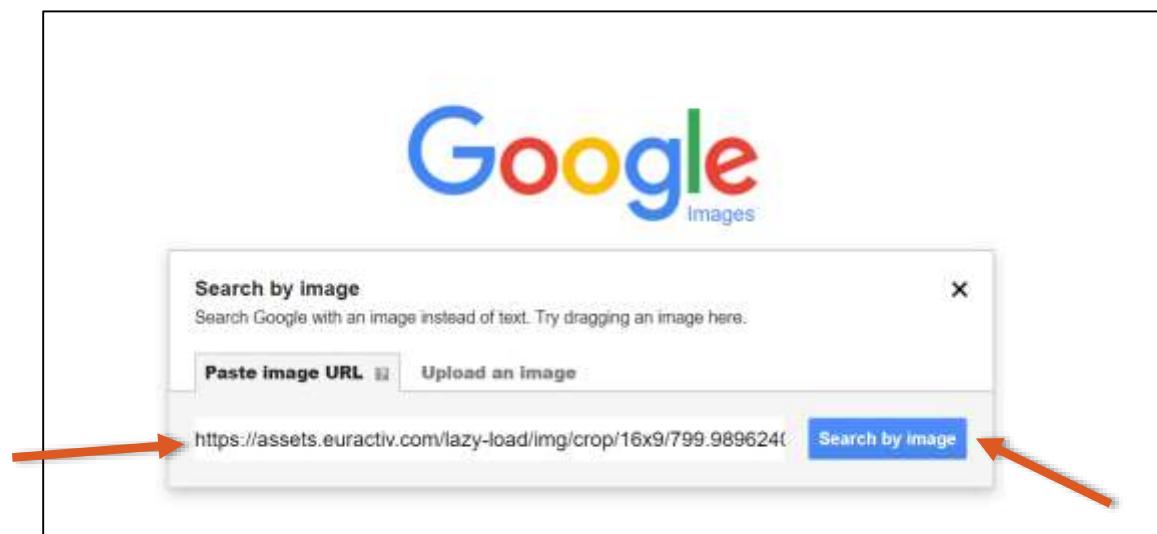 Google
Images
Search by image
Search Google with an image instead of text. Try dragging an image here.
Paste image URL Upload an image
https://assets.euractiv.com/lazy-load/img/crop/16x9/799.9896240 Search by image